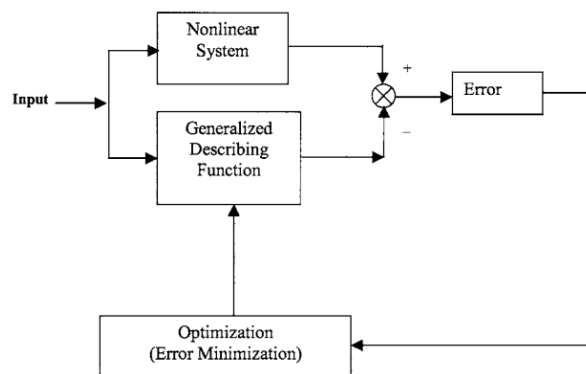 Nonlinear
System
Input
+
Error
Generalized
Describing
Function
−
Optimization
(Error Minimization)